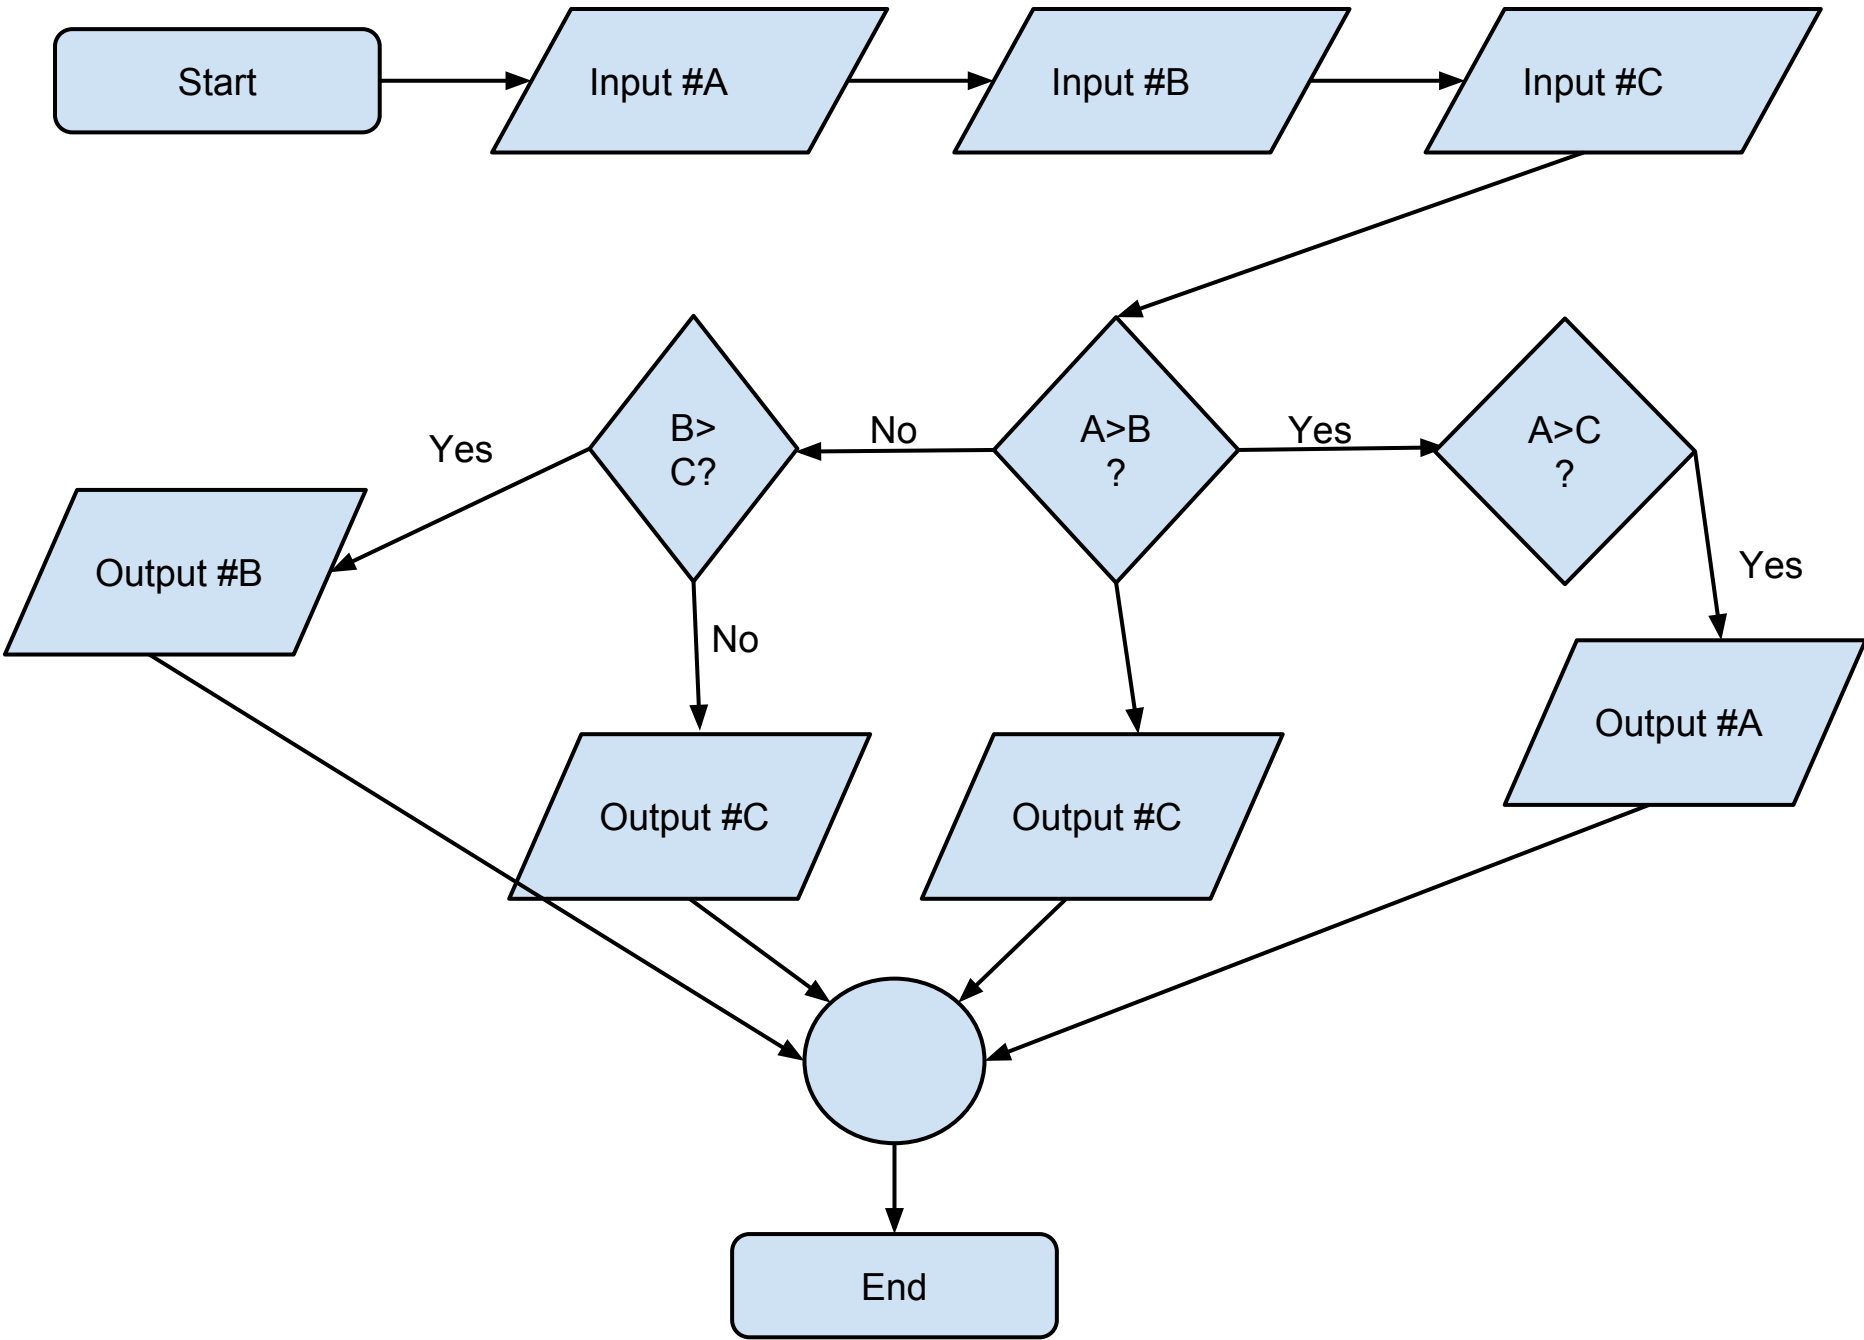 Start
Input #A
Input #B
Input #C
B>
C?
No
A>B
?
Yes
A>C
?
Yes
Output #B
Yes
No
Output #C
Output #C
Output #A
End